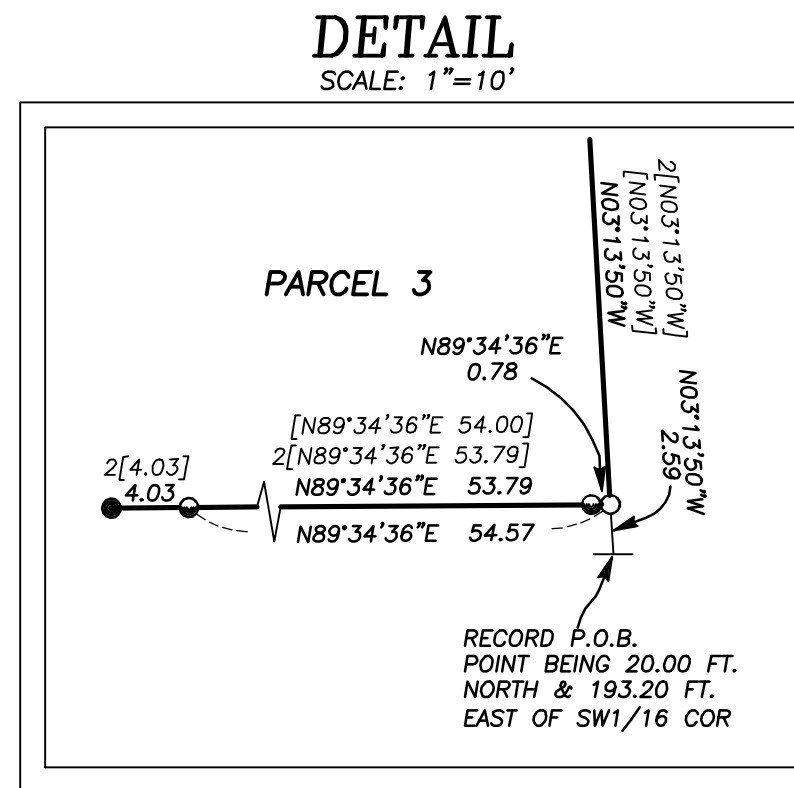 DETAIL
SCALE: 1"=10'
2[N03°13'50"W]
[N03°13'50"W]
N03°13'50"W
PARCEL 3
N89°34'36"E
0.78
N03°13'50"W
2.59
[N89°34'36"E 54.00]
2[N89°34'36"E 53.79]
N89°34'36"E 53.79
2[4.03]
4.03
N89°34'36"E 54.57
RECORD P.O.B.
POINT BEING 20.00 FT.
NORTH & 193.20 FT.
EAST OF SW1/16 COR